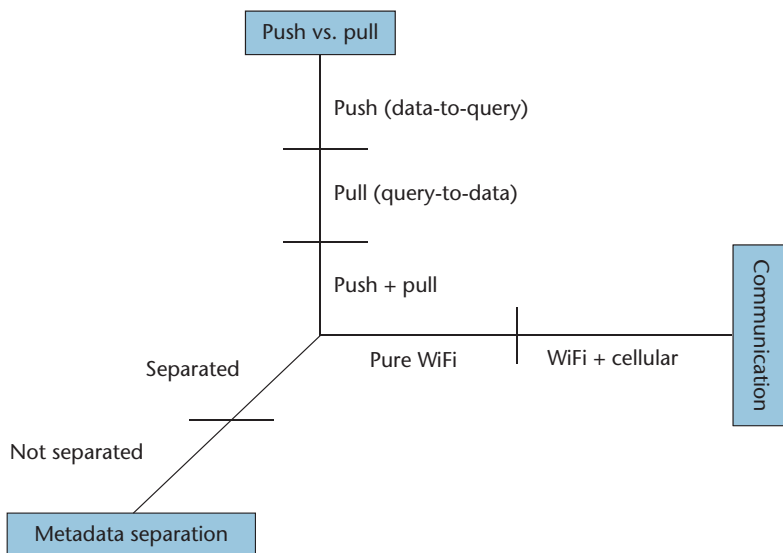 Push vs. pull
Push (data-to-query)
Pull (query-to-data)
Push + pull
Communication
Pure WiFi
WiFi + cellular
Separated
Not separated
Metadata separation